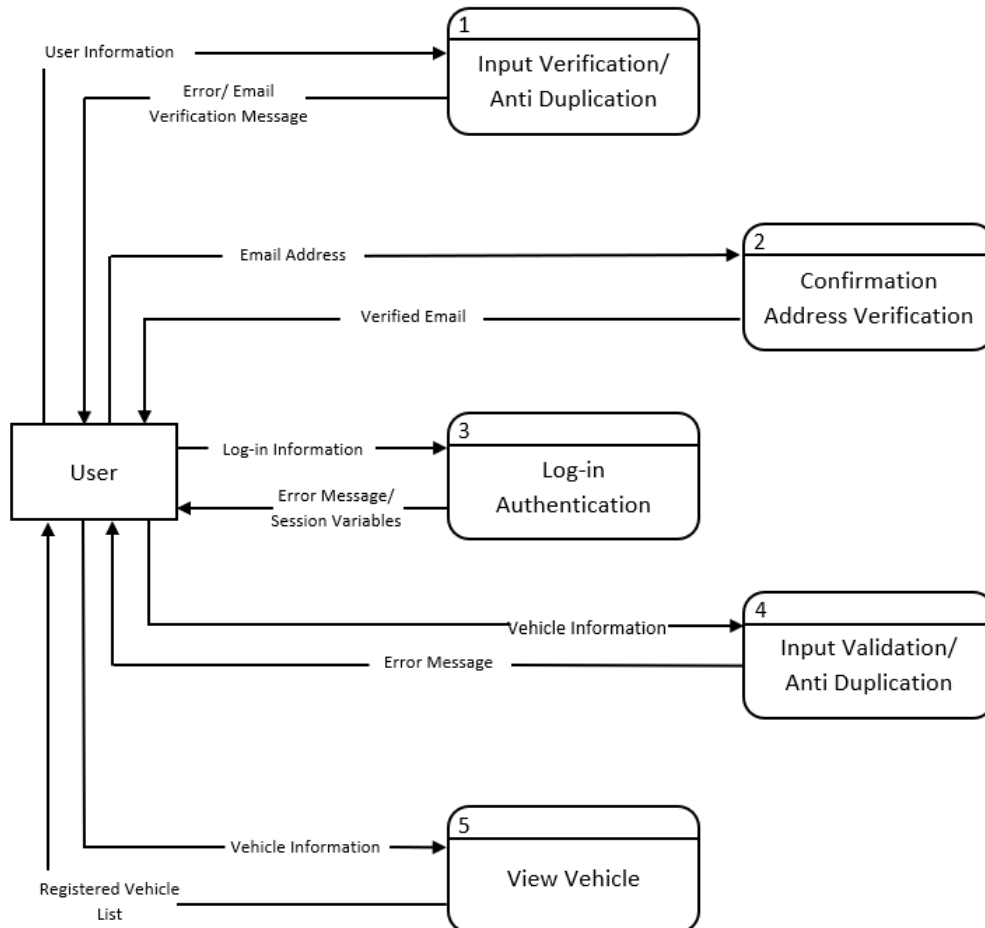 1
User Information
Input Verification/
Anti Duplication
Error/ Email
Verification Message
2
Email Address
Confirmation
Address Verification
Verified Email
3
User
Log-in Information
Log-in
Authentication
Error Message/
Session Variables
4
Vehicle Information
Input Validation/
Anti Duplication
Error Message
5
Vehicle Information
View Vehicle
Registered Vehicle
List